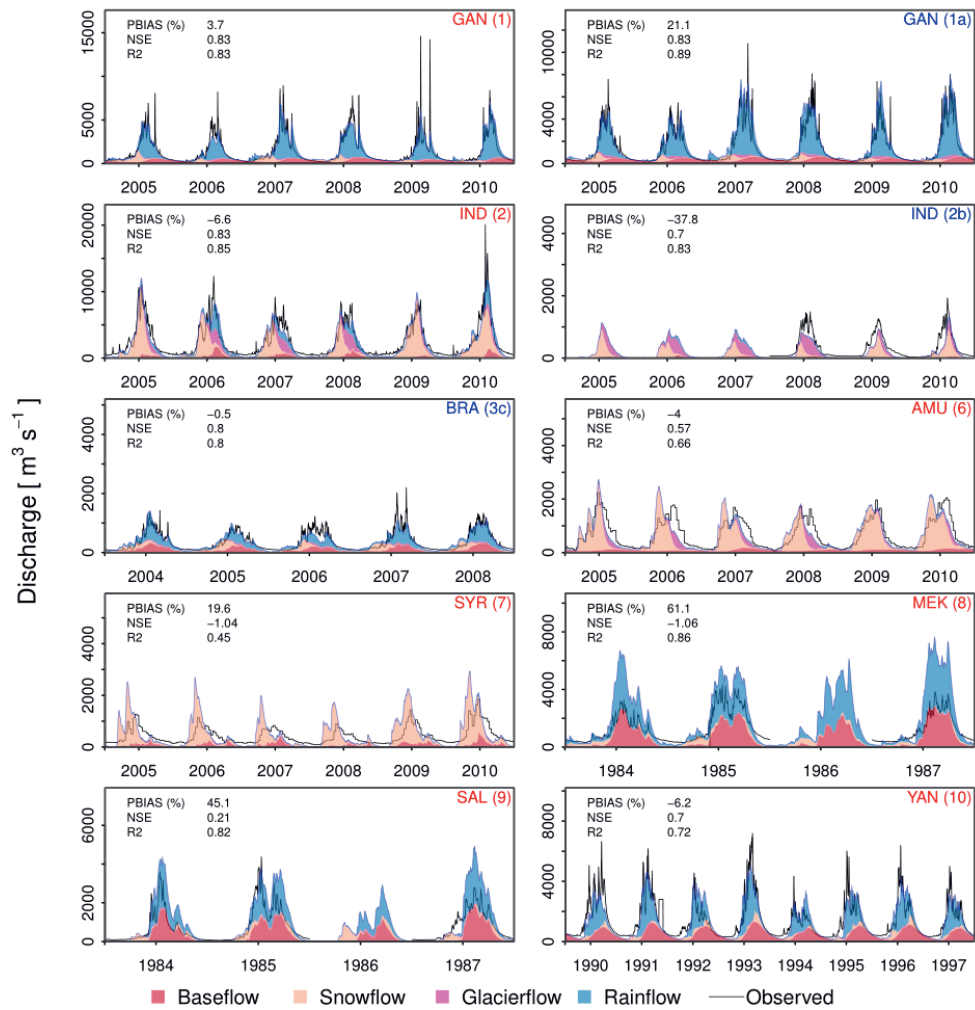 GAN (1)
PBIAS (%) 3.7
NSE 0.83
R2 0.83
0 5000 15000
2005 2006 2007 2008 2009 2010
GAN (1a)
PBIAS (%) 21.1
NSE 0.83
R2 0.89
0 4000 10000
2005 2006 2007 2008 2009 2010
IND (2)
PBIAS (%) −6.6
NSE 0.83
R2 0.85
0 10000 20000
2005 2006 2007 2008 2009 2010
IND (2b)
PBIAS (%) −37.8
NSE 0.7
R2 0.83
0 2000 4000
2005 2006 2007 2008 2009 2010
BRA (3c)
PBIAS (%) −0.5
NSE 0.8
R2 0.8
0 2000 4000
2004 2005 2006 2007 2008
AMU (6)
PBIAS (%) −4
NSE 0.57
R2 0.66
0 2000 4000
2005 2006 2007 2008 2009 2010
SYR (7)
PBIAS (%) 19.6
NSE −1.04
R2 0.45
0 2000 4000
2005 2006 2007 2008 2009 2010
MEK (8)
PBIAS (%) 61.1
NSE −1.06
R2 0.86
0 4000 8000
1984 1985 1986 1987
SAL (9)
PBIAS (%) 45.1
NSE 0.21
R2 0.82
0 2000 6000
1984 1985 1986 1987
YAN (10)
PBIAS (%) −6.2
NSE 0.7
R2 0.72
0 4000 8000
1990 1991 1992 1993 1994 1995 1996 1997
Discharge [ m³ s⁻¹ ]
Baseflow Snowflow Glacierflow Rainflow Observed